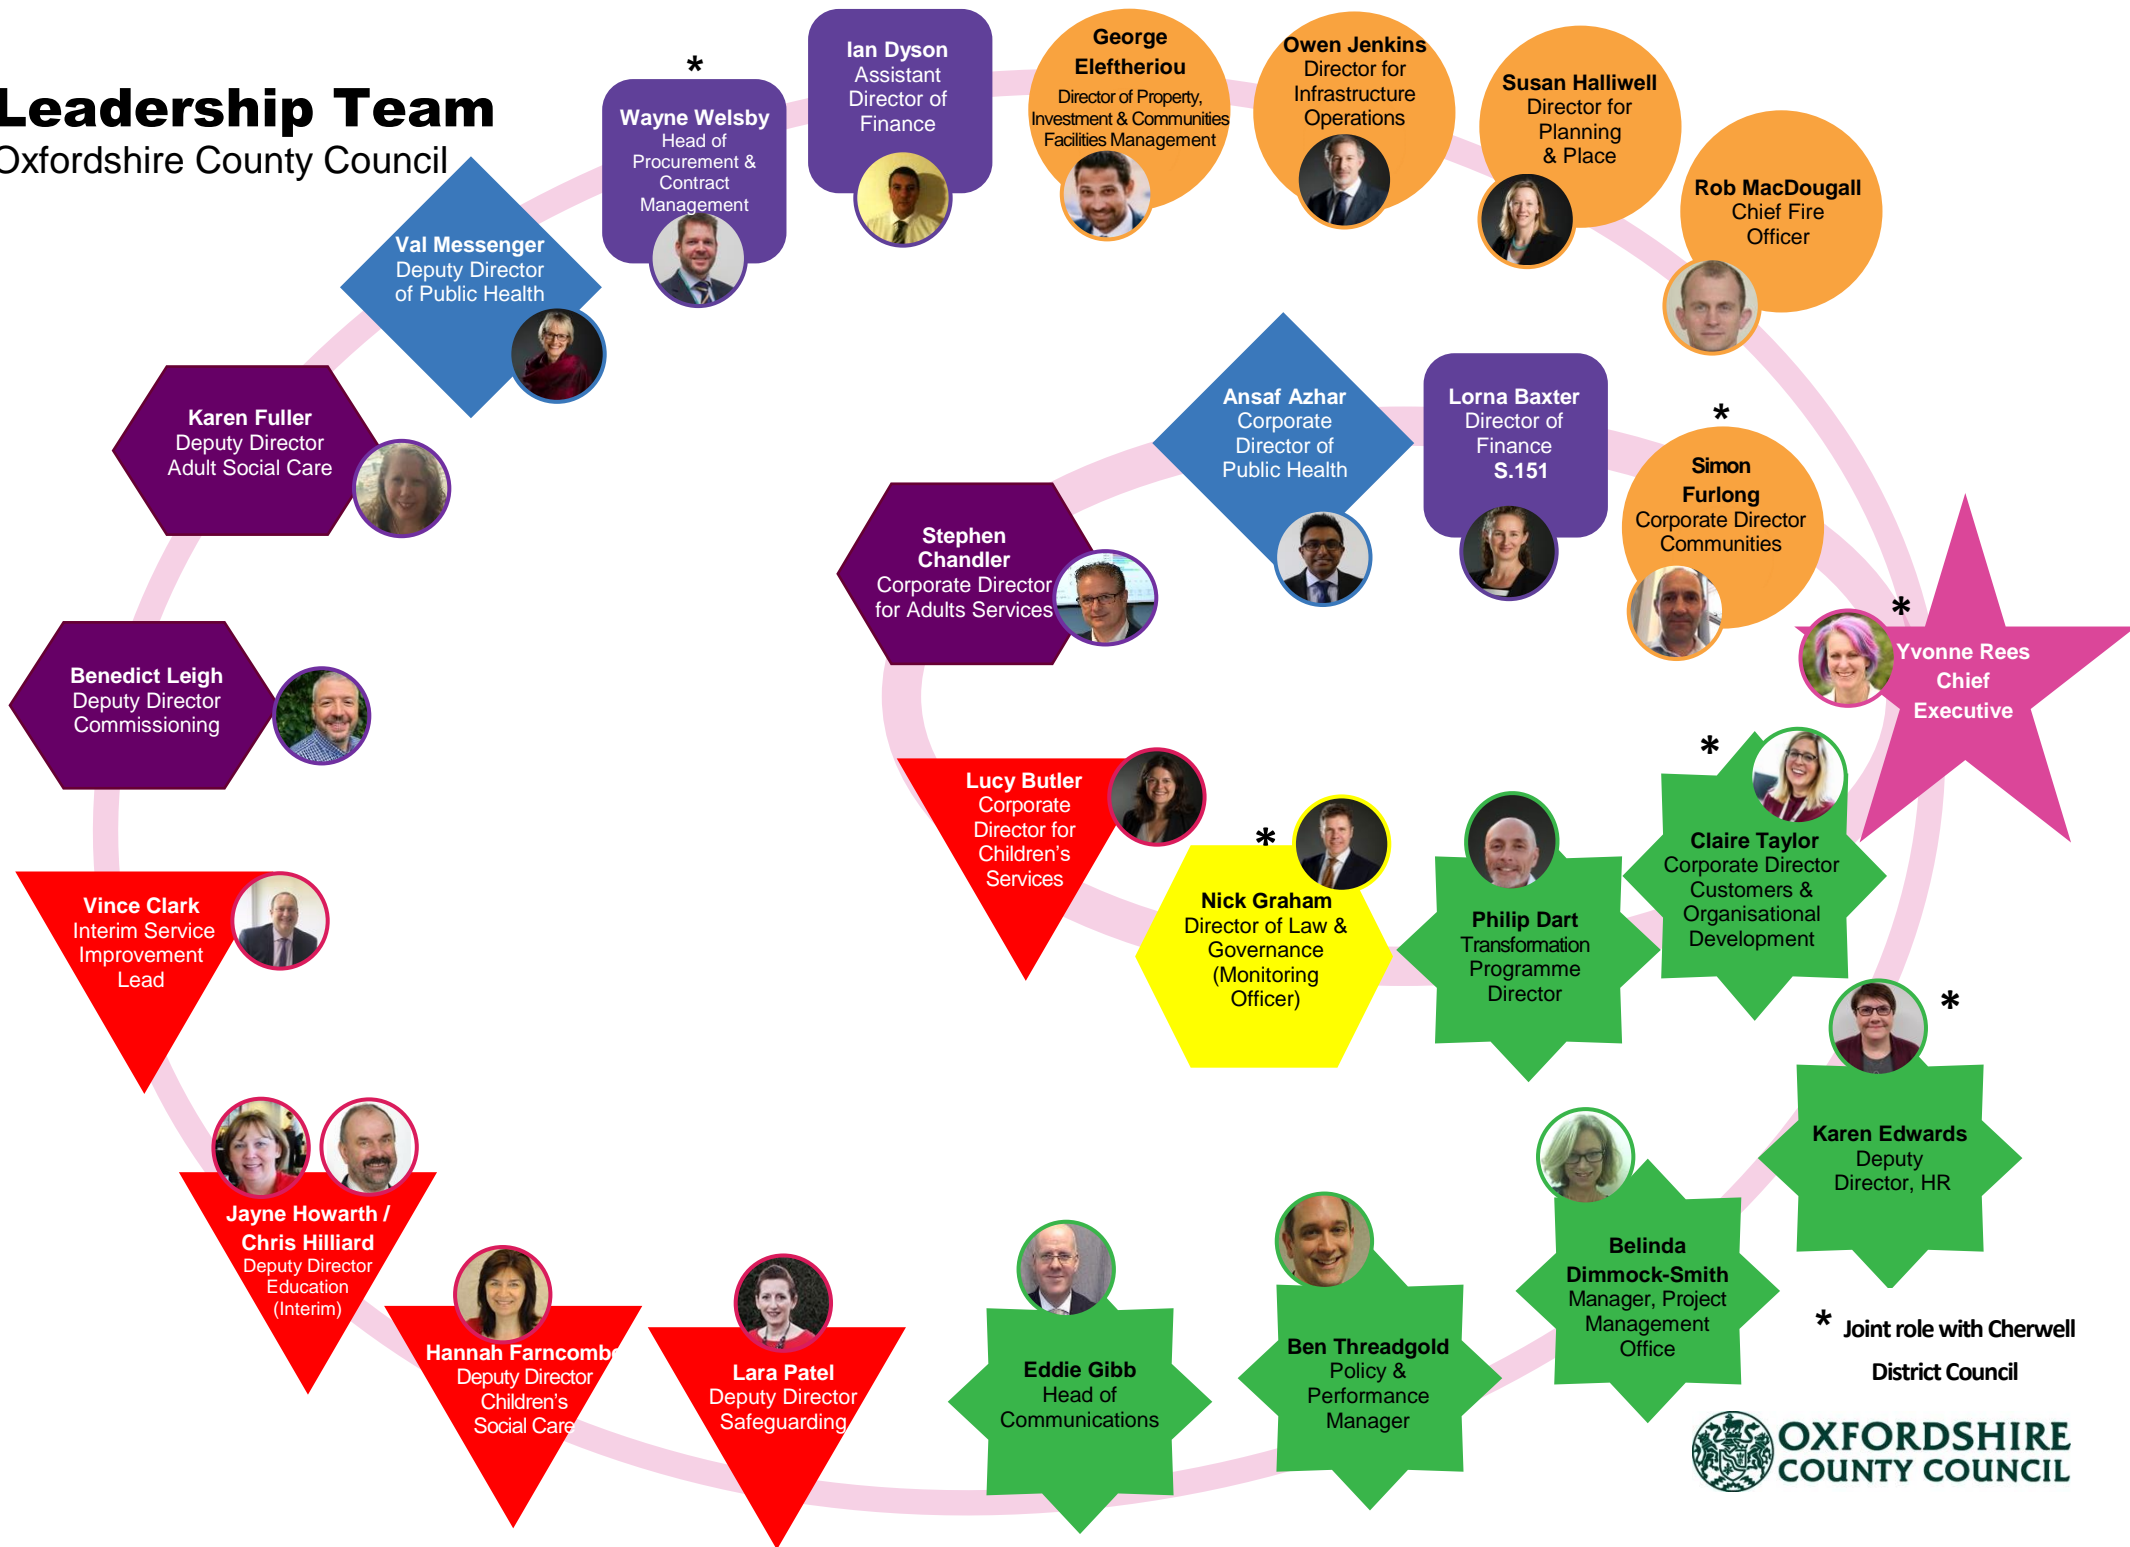 Leadership Team
Oxfordshire County Council
*
Wayne Welsby
Head of
Procurement &
Contract
Management
Ian Dyson
Assistant
Director of
Finance
George
Eleftheriou
Director of Property,
Investment & Communities
Facilities Management
Owen Jenkins
Director for
Infrastructure
Operations
Susan Halliwell
Director for
Planning
& Place
Rob MacDougall
Chief Fire
Officer
Val Messenger
Deputy Director
of Public Health
Karen Fuller
Deputy Director
Adult Social Care
Ansaf Azhar
Corporate
Director of
Public Health
Lorna Baxter
Director of
Finance
S.151
*
Simon
Furlong
Corporate Director
Communities
Stephen
Chandler
Corporate Director
for Adults Services
*
Yvonne Rees
Chief
Executive
Benedict Leigh
Deputy Director
Commissioning
Lucy Butler
Corporate
Director for
Children's
Services
*
Nick Graham
Director of Law &
Governance
(Monitoring
Officer)
Philip Dart
Transformation
Programme
Director
*
Claire Taylor
Corporate Director
Customers &
Organisational
Development
Vince Clark
Interim Service
Improvement
Lead
*
Karen Edwards
Deputy
Director, HR
Jayne Howarth /
Chris Hilliard
Deputy Director
Education
(Interim)
Hannah Farncombe
Deputy Director
Children's
Social Care
Lara Patel
Deputy Director
Safeguarding
Eddie Gibb
Head of
Communications
Ben Threadgold
Policy &
Performance
Manager
Belinda
Dimmock-Smith
Manager, Project
Management
Office
* Joint role with Cherwell
District Council
OXFORDSHIRE
COUNTY COUNCIL